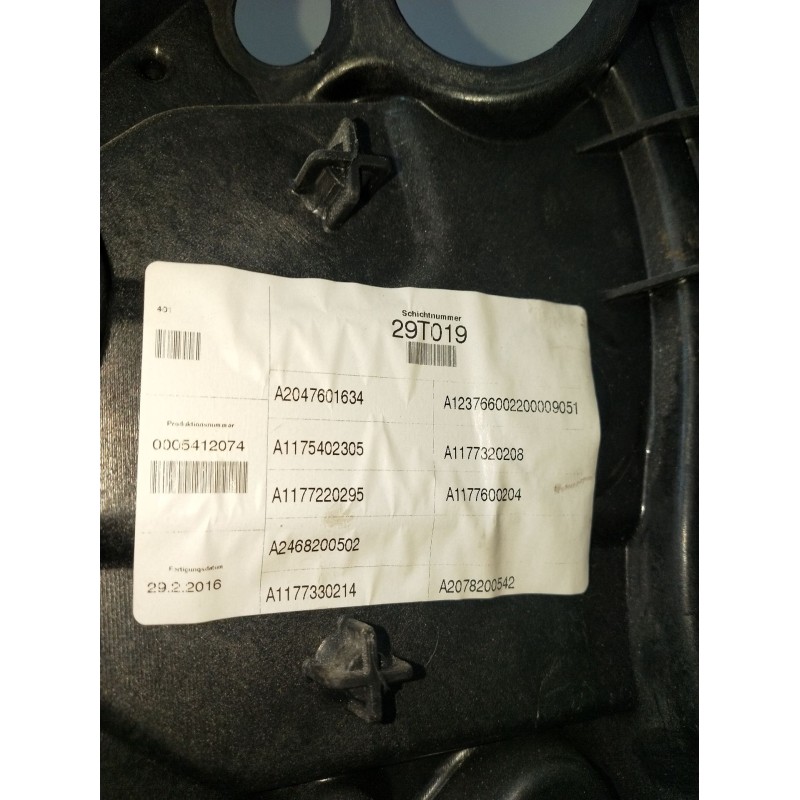 401
Schichtnummer
29T019
Produktionsnummer
0005412074
Fertigungsdatum
29.2.2016
A2047601634
A123766002200009051
A1175402305
A1177320208
A1177220295
A1177600204
A2468200502
A1177330214
A2078200542